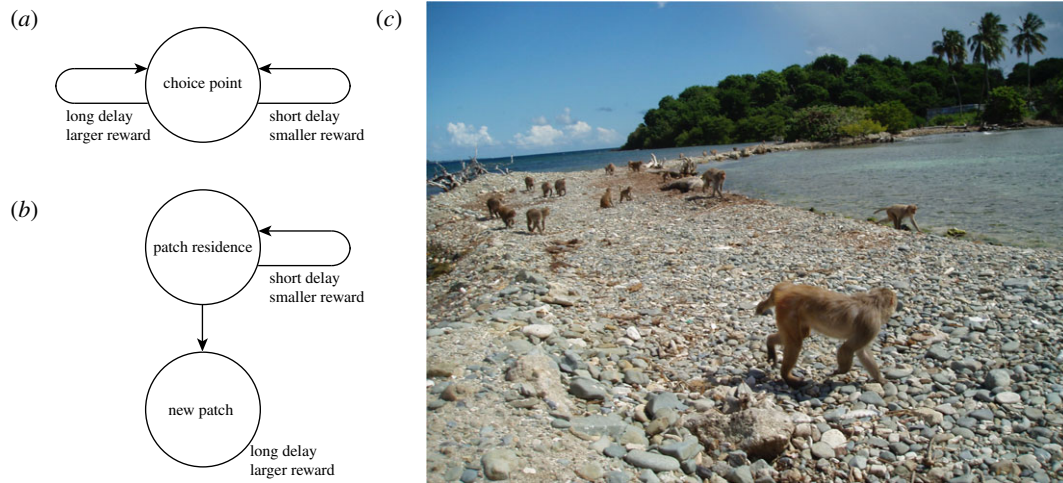 (a)
choice point
long delay
larger reward
short delay
smaller reward
(b)
patch residence
short delay
smaller reward
new patch
long delay
larger reward
(c)